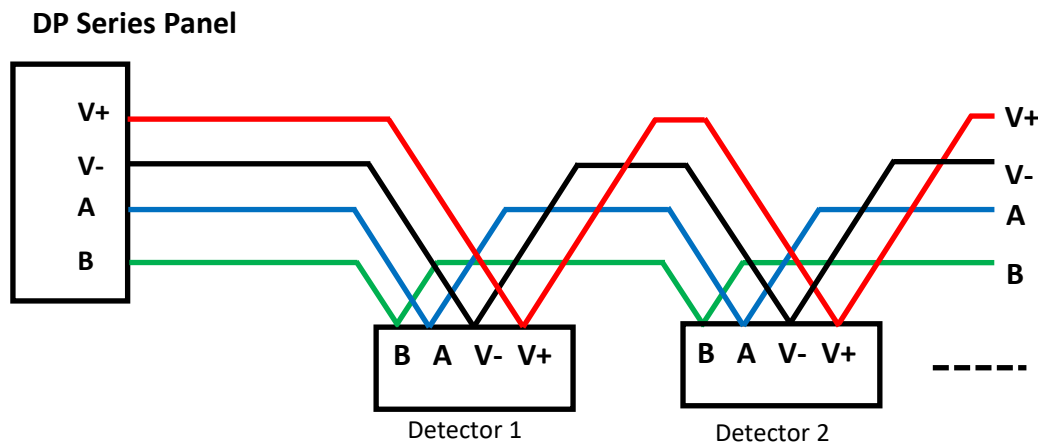 DP Series Panel
V+
V-
A
B
V+
V-
A
B
B A V- V+
B A V- V+
Detector 1
Detector 2